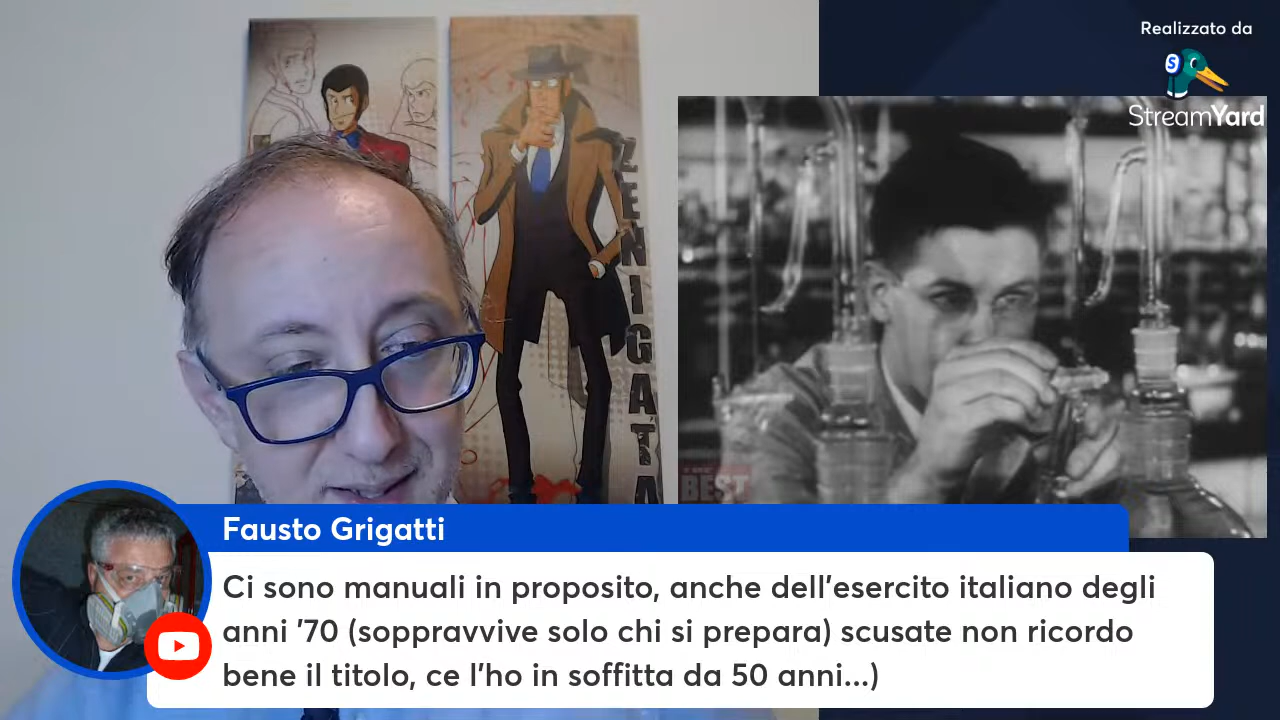 Realizzato da
StreamYard
ZENIGATA
BEST
Fausto Grigatti
Ci sono manuali in proposito, anche dell'esercito italiano degli
anni '70 (soppravvive solo chi si prepara) scusate non ricordo
bene il titolo, ce l'ho in soffitta da 50 anni...)